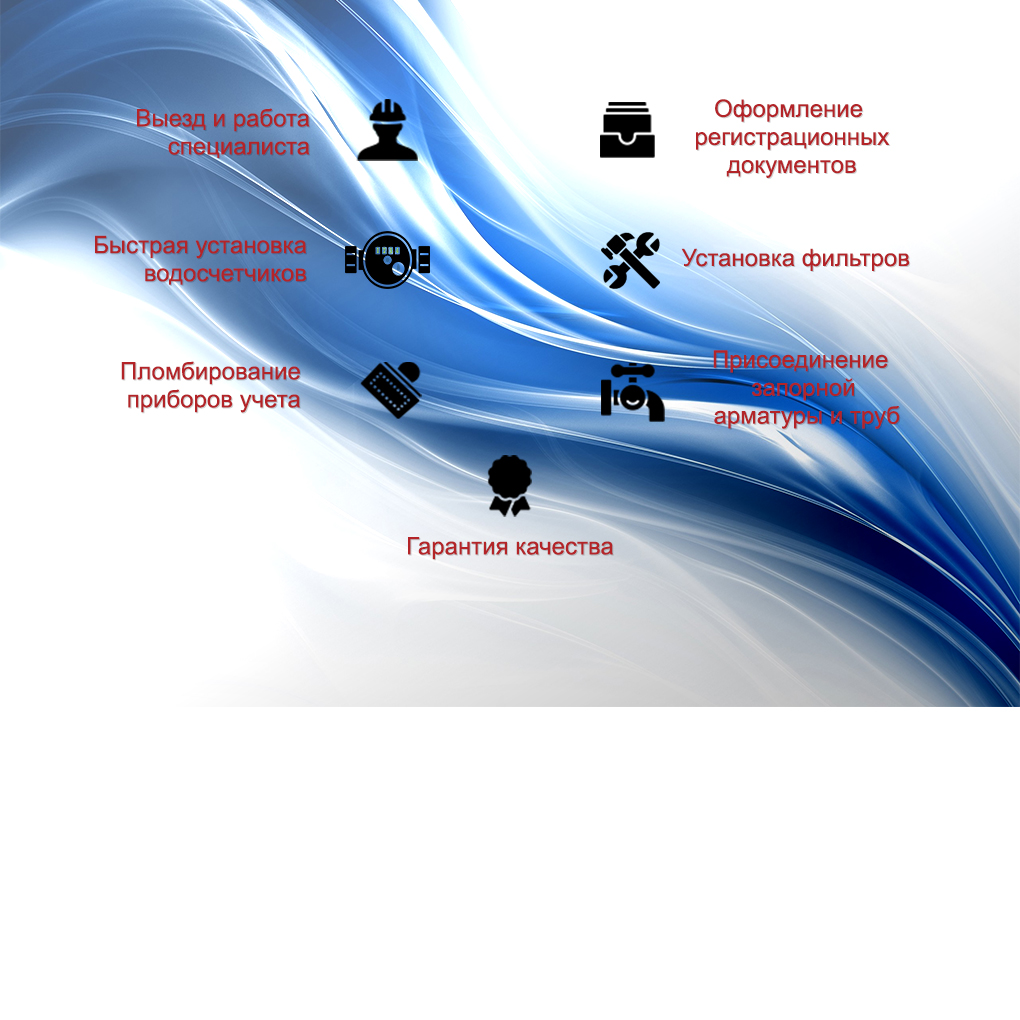 Выезд и работа
специалиста
Оформление
регистрационных
документов
Быстрая установка
водосчетчиков
Установка фильтров
Пломбирование
приборов учета
Присоединение
запорной
арматуры и труб
Гарантия качества